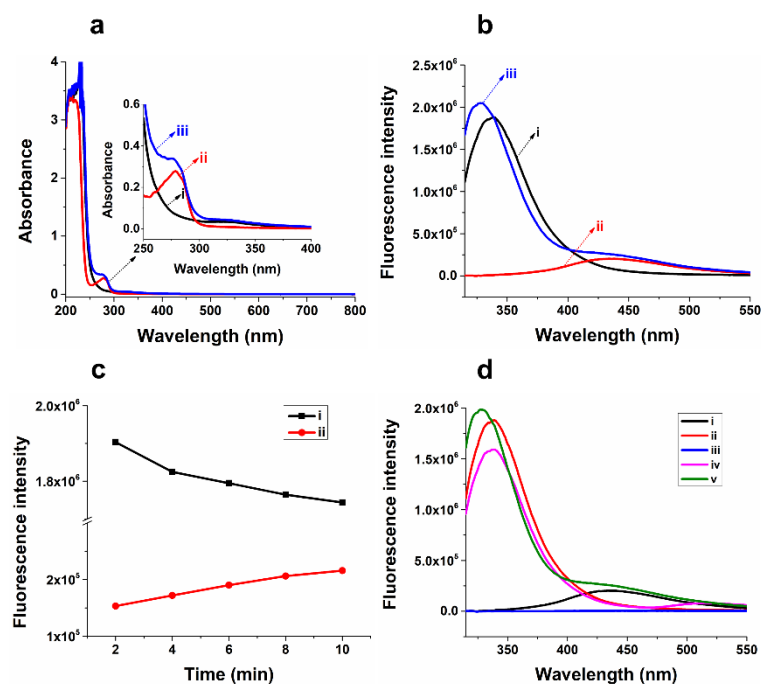 a
Absorbance
4
3
2
1
0
200 300 400 500 600 700 800
Wavelength (nm)
Absorbance
0.6
0.4
0.2
0.0
250 300 350 400
Wavelength (nm)
iii
ii
i
b
Fluorescence intensity
2.5x10⁶
2.0x10⁶
1.5x10⁶
1.0x10⁶
5.0x10⁵
0.0
350 400 450 500 550
Wavelength (nm)
iii
i
ii
c
Fluorescence intensity
2.0x10⁶
1.8x10⁶
2x10⁵
1x10⁵
2 4 6 8 10
Time (min)
i
ii
d
Fluorescence intensity
2.0x10⁶
1.5x10⁶
1.0x10⁶
5.0x10⁵
0.0
350 400 450 500 550
Wavelength (nm)
i
ii
iii
iv
v